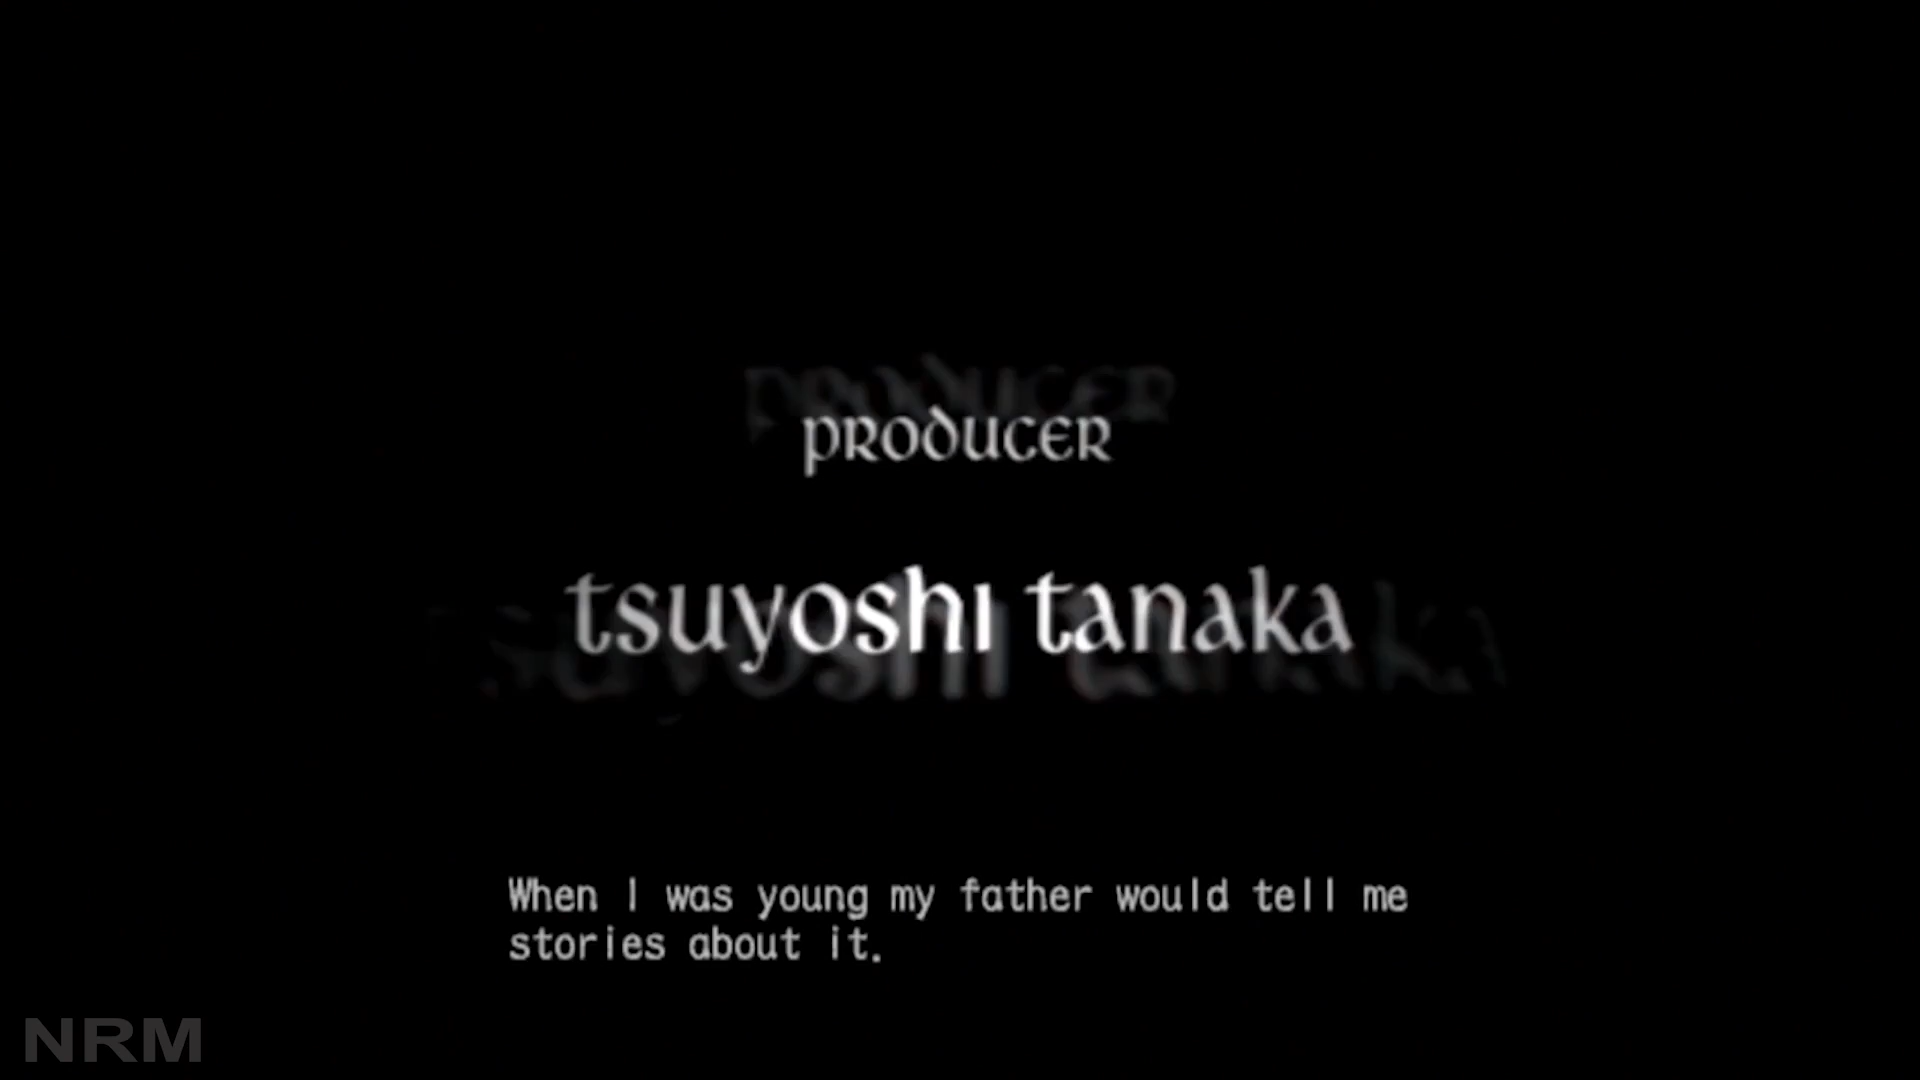 PRODUCER
tsuyoshi tanaka
When I was young my father would tell me
stories about it.
NRM